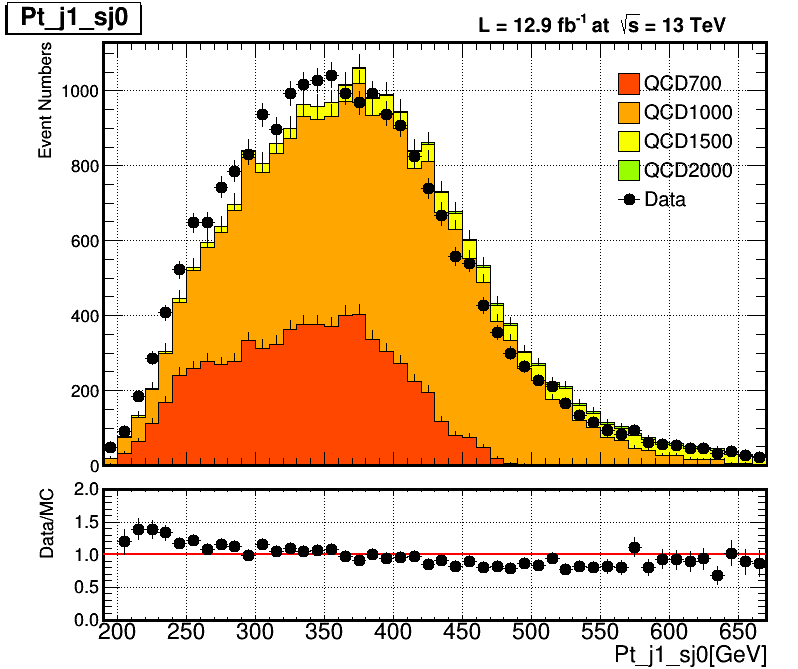 Pt_j1_sj0
L = 12.9 fb-1 at √s = 13 TeV
Event Numbers
1000
800
600
400
200
0
QCD700
QCD1000
QCD1500
QCD2000
Data
Data/MC
2.0
1.5
1.0
0.5
0.0
200 250 300 350 400 450 500 550 600 650
Pt_j1_sj0[GeV]